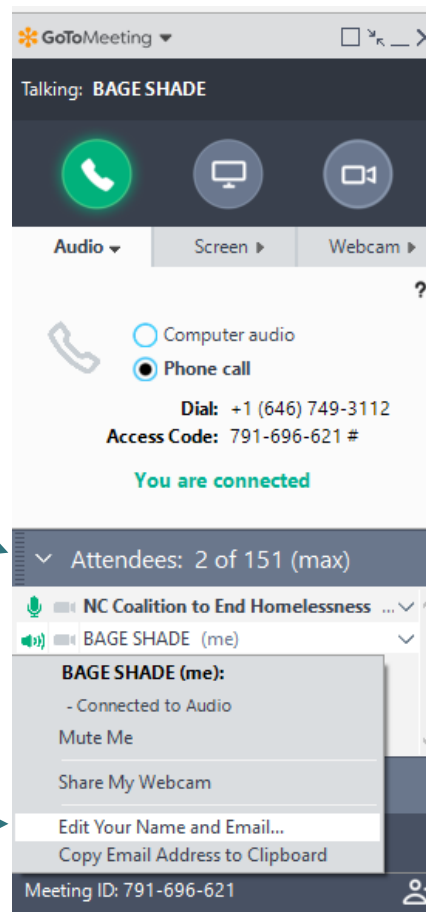 GoToMeeting
Talking: BAGE SHADE
Audio Screen Webcam
?
Computer audio
Phone call
Dial: +1 (646) 749-3112
Access Code: 791-696-621 #
You are connected
Attendees: 2 of 151 (max)
NC Coalition to End Homelessness ...
BAGE SHADE (me)
BAGE SHADE (me):
- Connected to Audio
Mute Me
Share My Webcam
Edit Your Name and Email...
Copy Email Address to Clipboard
Meeting ID: 791-696-621